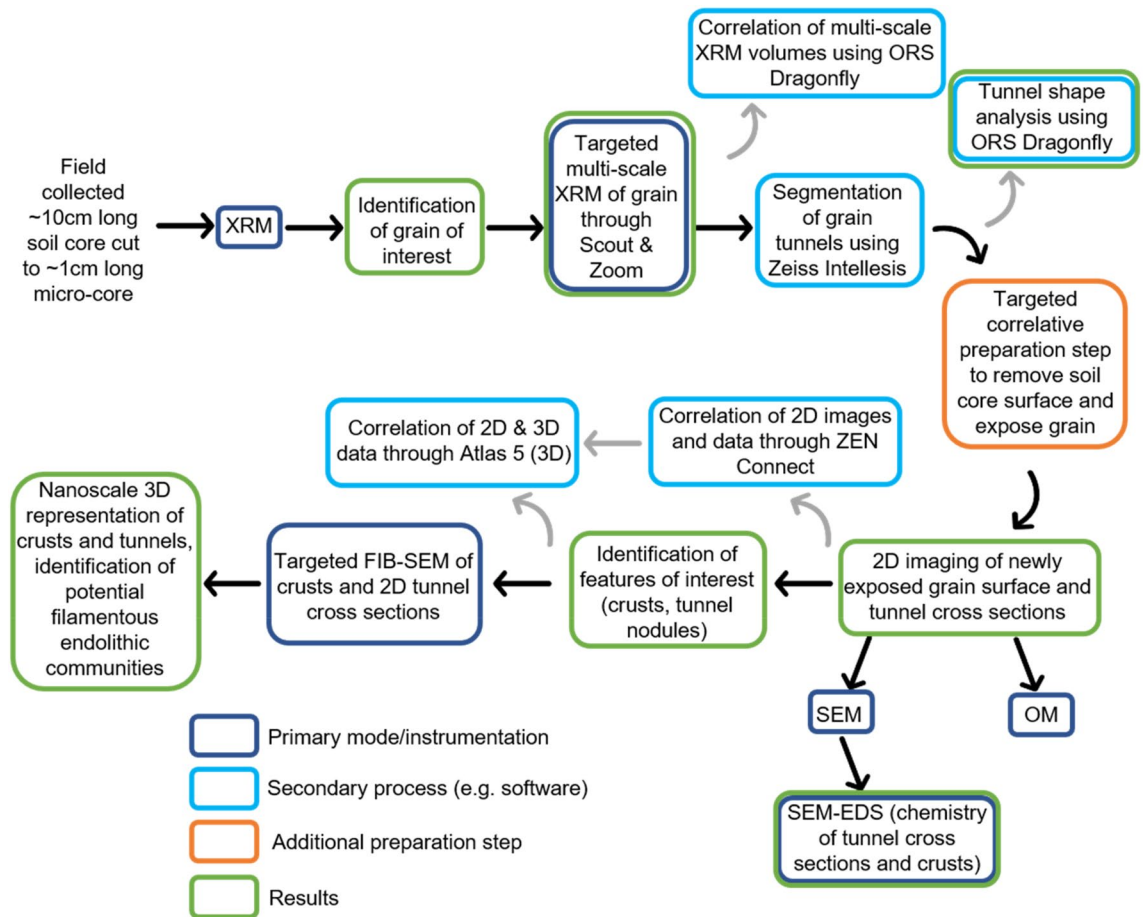 Field
collected
~10cm long
soil core cut
to ~1cm long
micro-core
XRM
Identification
of grain of
interest
Targeted
multi-scale
XRM of grain
through
Scout &
Zoom
Correlation of multi-scale
XRM volumes using ORS
Dragonfly
Segmentation
of grain
tunnels using
Zeiss Intellesis
Tunnel shape
analysis using
ORS Dragonfly
Targeted
correlative
preparation step
to remove soil
core surface and
expose grain
2D imaging of newly
exposed grain surface and
tunnel cross sections
SEM
OM
SEM-EDS (chemistry
of tunnel cross
sections and crusts)
Correlation of 2D images
and data through ZEN
Connect
Correlation of 2D & 3D
data through Atlas 5 (3D)
Identification of
features of interest
(crusts, tunnel
nodules)
Targeted FIB-SEM of
crusts and 2D tunnel
cross sections
Nanoscale 3D
representation of
crusts and tunnels,
identification of
potential
filamentous
endolithic
communities
Primary mode/instrumentation
Secondary process (e.g. software)
Additional preparation step
Results